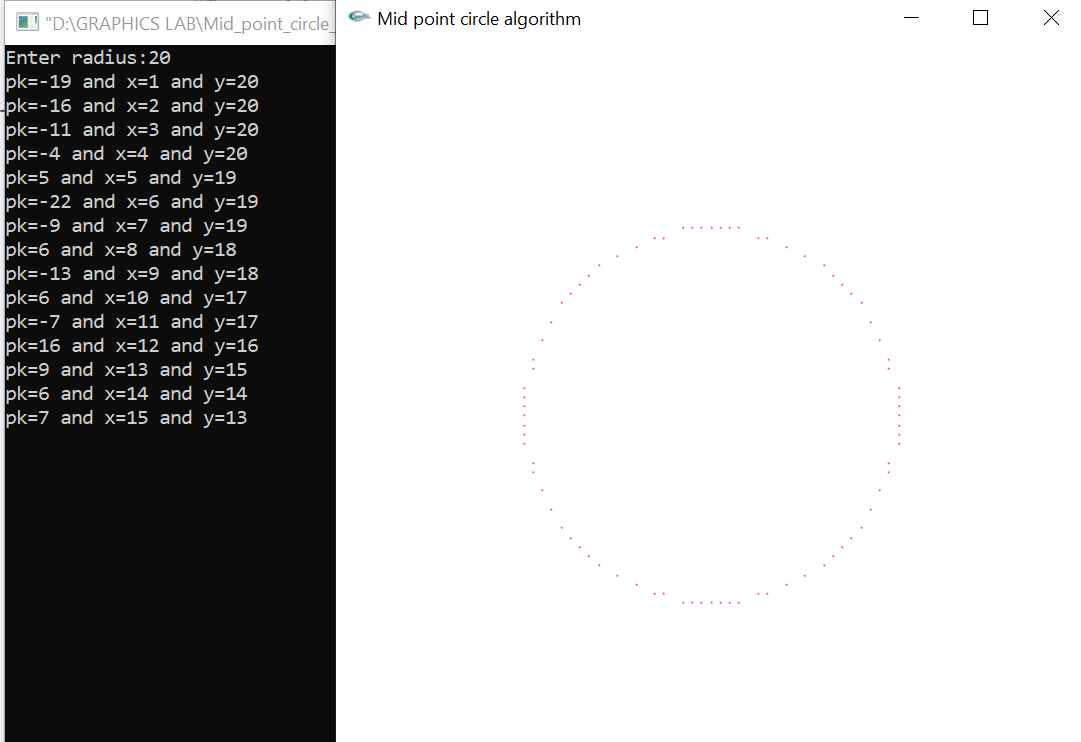 "D:\GRAPHICS LAB\Mid_point_circle_
Mid point circle algorithm
Enter radius:20
pk=-19 and x=1 and y=20
pk=-16 and x=2 and y=20
pk=-11 and x=3 and y=20
pk=-4 and x=4 and y=20
pk=5 and x=5 and y=19
pk=-22 and x=6 and y=19
pk=-9 and x=7 and y=19
pk=6 and x=8 and y=18
pk=-13 and x=9 and y=18
pk=6 and x=10 and y=17
pk=-7 and x=11 and y=17
pk=16 and x=12 and y=16
pk=9 and x=13 and y=15
pk=6 and x=14 and y=14
pk=7 and x=15 and y=13